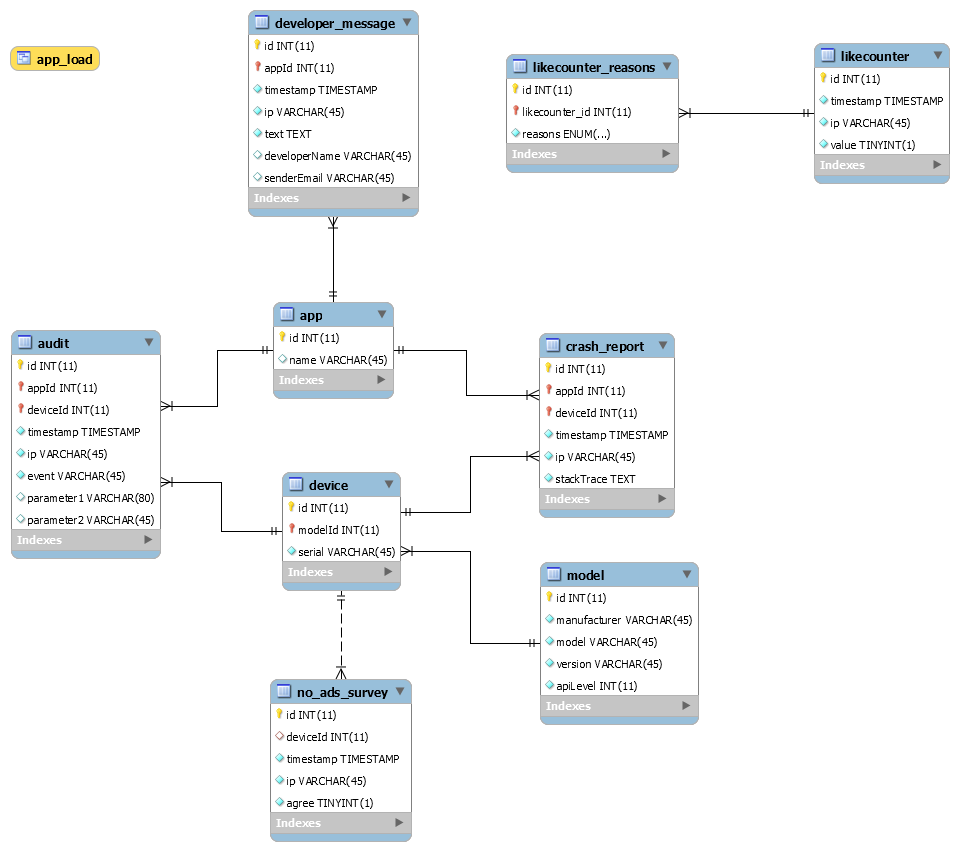 app_load
developer_message
id INT(11)
appId INT(11)
timestamp TIMESTAMP
ip VARCHAR(45)
text TEXT
developerName VARCHAR(45)
senderEmail VARCHAR(45)
Indexes
likecounter_reasons
id INT(11)
likecounter_id INT(11)
reasons ENUM(...)
Indexes
likecounter
id INT(11)
timestamp TIMESTAMP
ip VARCHAR(45)
value TINYINT(1)
Indexes
app
id INT(11)
name VARCHAR(45)
Indexes
audit
id INT(11)
appId INT(11)
deviceId INT(11)
timestamp TIMESTAMP
ip VARCHAR(45)
event VARCHAR(45)
parameter1 VARCHAR(80)
parameter2 VARCHAR(45)
Indexes
crash_report
id INT(11)
appId INT(11)
deviceId INT(11)
timestamp TIMESTAMP
ip VARCHAR(45)
stackTrace TEXT
Indexes
device
id INT(11)
modelId INT(11)
serial VARCHAR(45)
Indexes
model
id INT(11)
manufacturer VARCHAR(45)
model VARCHAR(45)
version VARCHAR(45)
apiLevel INT(11)
Indexes
no_ads_survey
id INT(11)
deviceId INT(11)
timestamp TIMESTAMP
ip VARCHAR(45)
agree TINYINT(1)
Indexes